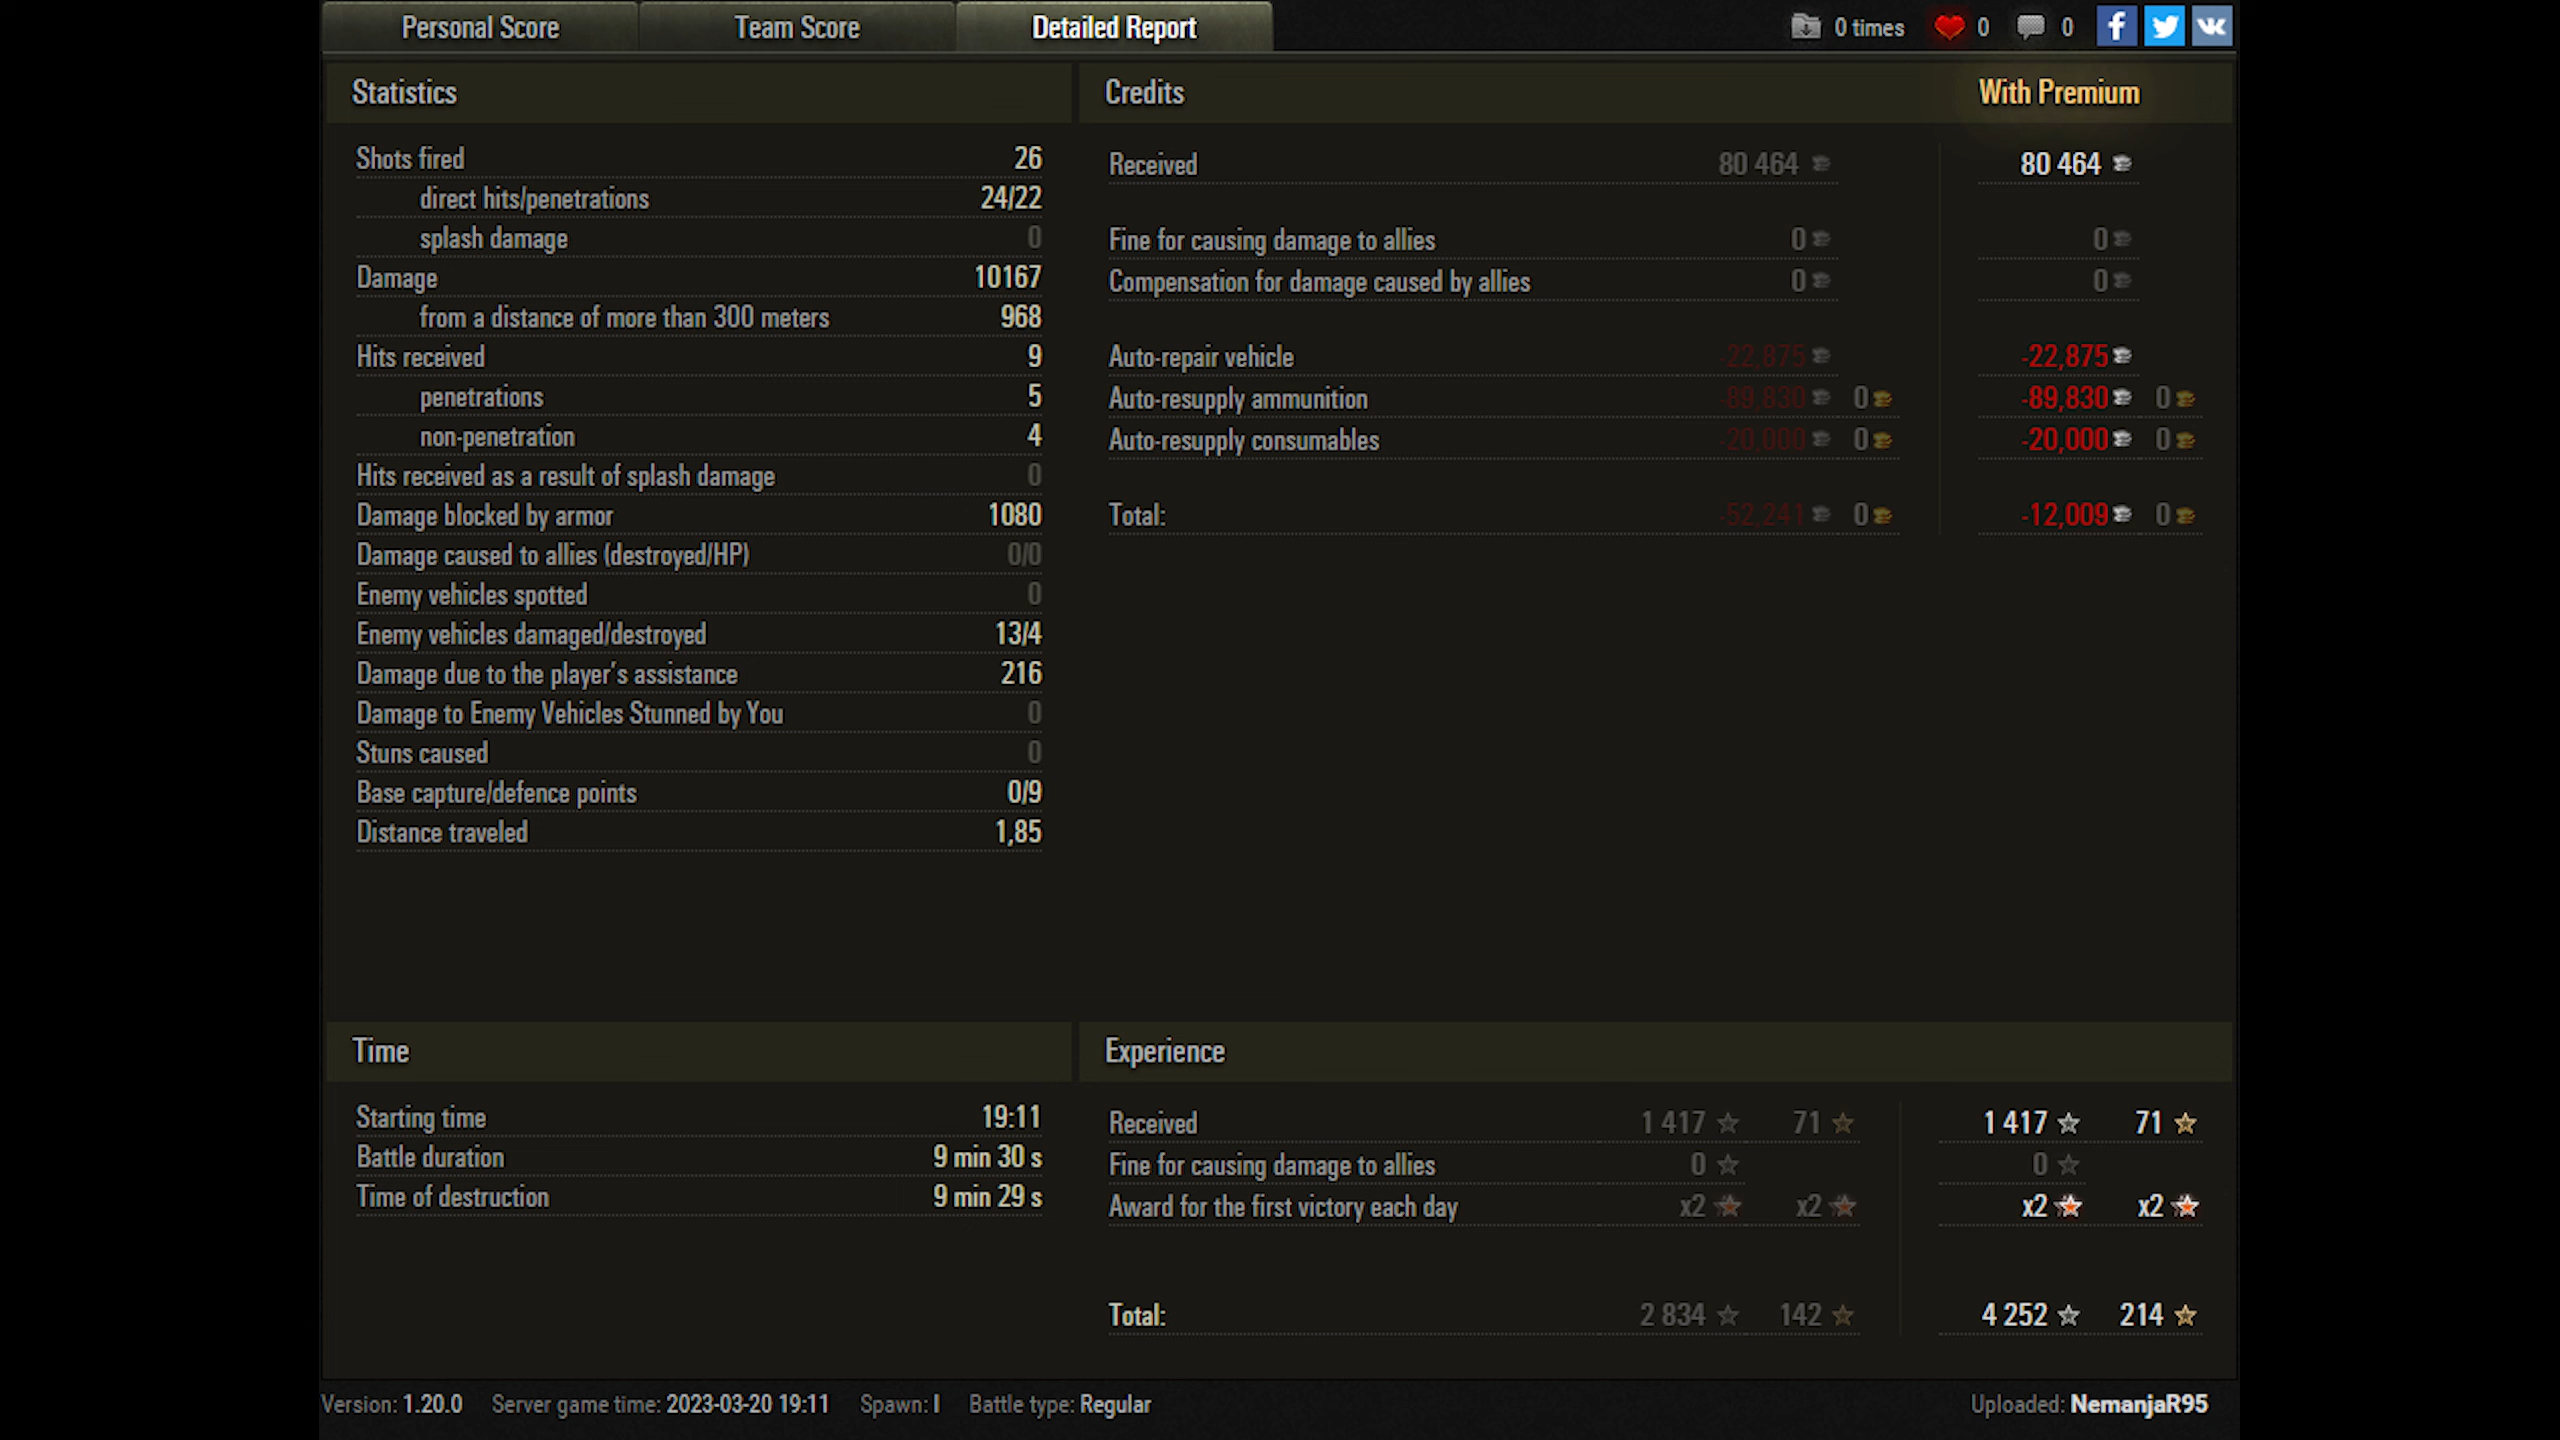 Personal Score Team Score Detailed Report 0 times 0 0
Statistics
Shots fired 26
direct hits/penetrations 24/22
splash damage 0
Damage 10167
from a distance of more than 300 meters 968
Hits received 9
penetrations 5
non-penetration 4
Hits received as a result of splash damage 0
Damage blocked by armor 1080
Damage caused to allies (destroyed/HP) 0/0
Enemy vehicles spotted 0
Enemy vehicles damaged/destroyed 13/4
Damage due to the player's assistance 216
Damage to Enemy Vehicles Stunned by You 0
Stuns caused 0
Base capture/defence points 0/9
Distance traveled 1,85
Credits With Premium
Received 80 464 80 464
Fine for causing damage to allies 0 0
Compensation for damage caused by allies 0 0
Auto-repair vehicle -22,875 -22,875
Auto-resupply ammunition -89,830 0 -89,830 0
Auto-resupply consumables -20,000 0 -20,000 0
Total: -52,241 0 -12,009 0
Time
Starting time 19:11
Battle duration 9 min 30 s
Time of destruction 9 min 29 s
Experience
Received 1 417 71 1 417 71
Fine for causing damage to allies 0 0
Award for the first victory each day x2 x2 x2 x2
Total: 2 834 142 4 252 214
Version: 1.20.0 Server game time: 2023-03-20 19:11 Spawn: I Battle type: Regular Uploaded: NemanjaR95